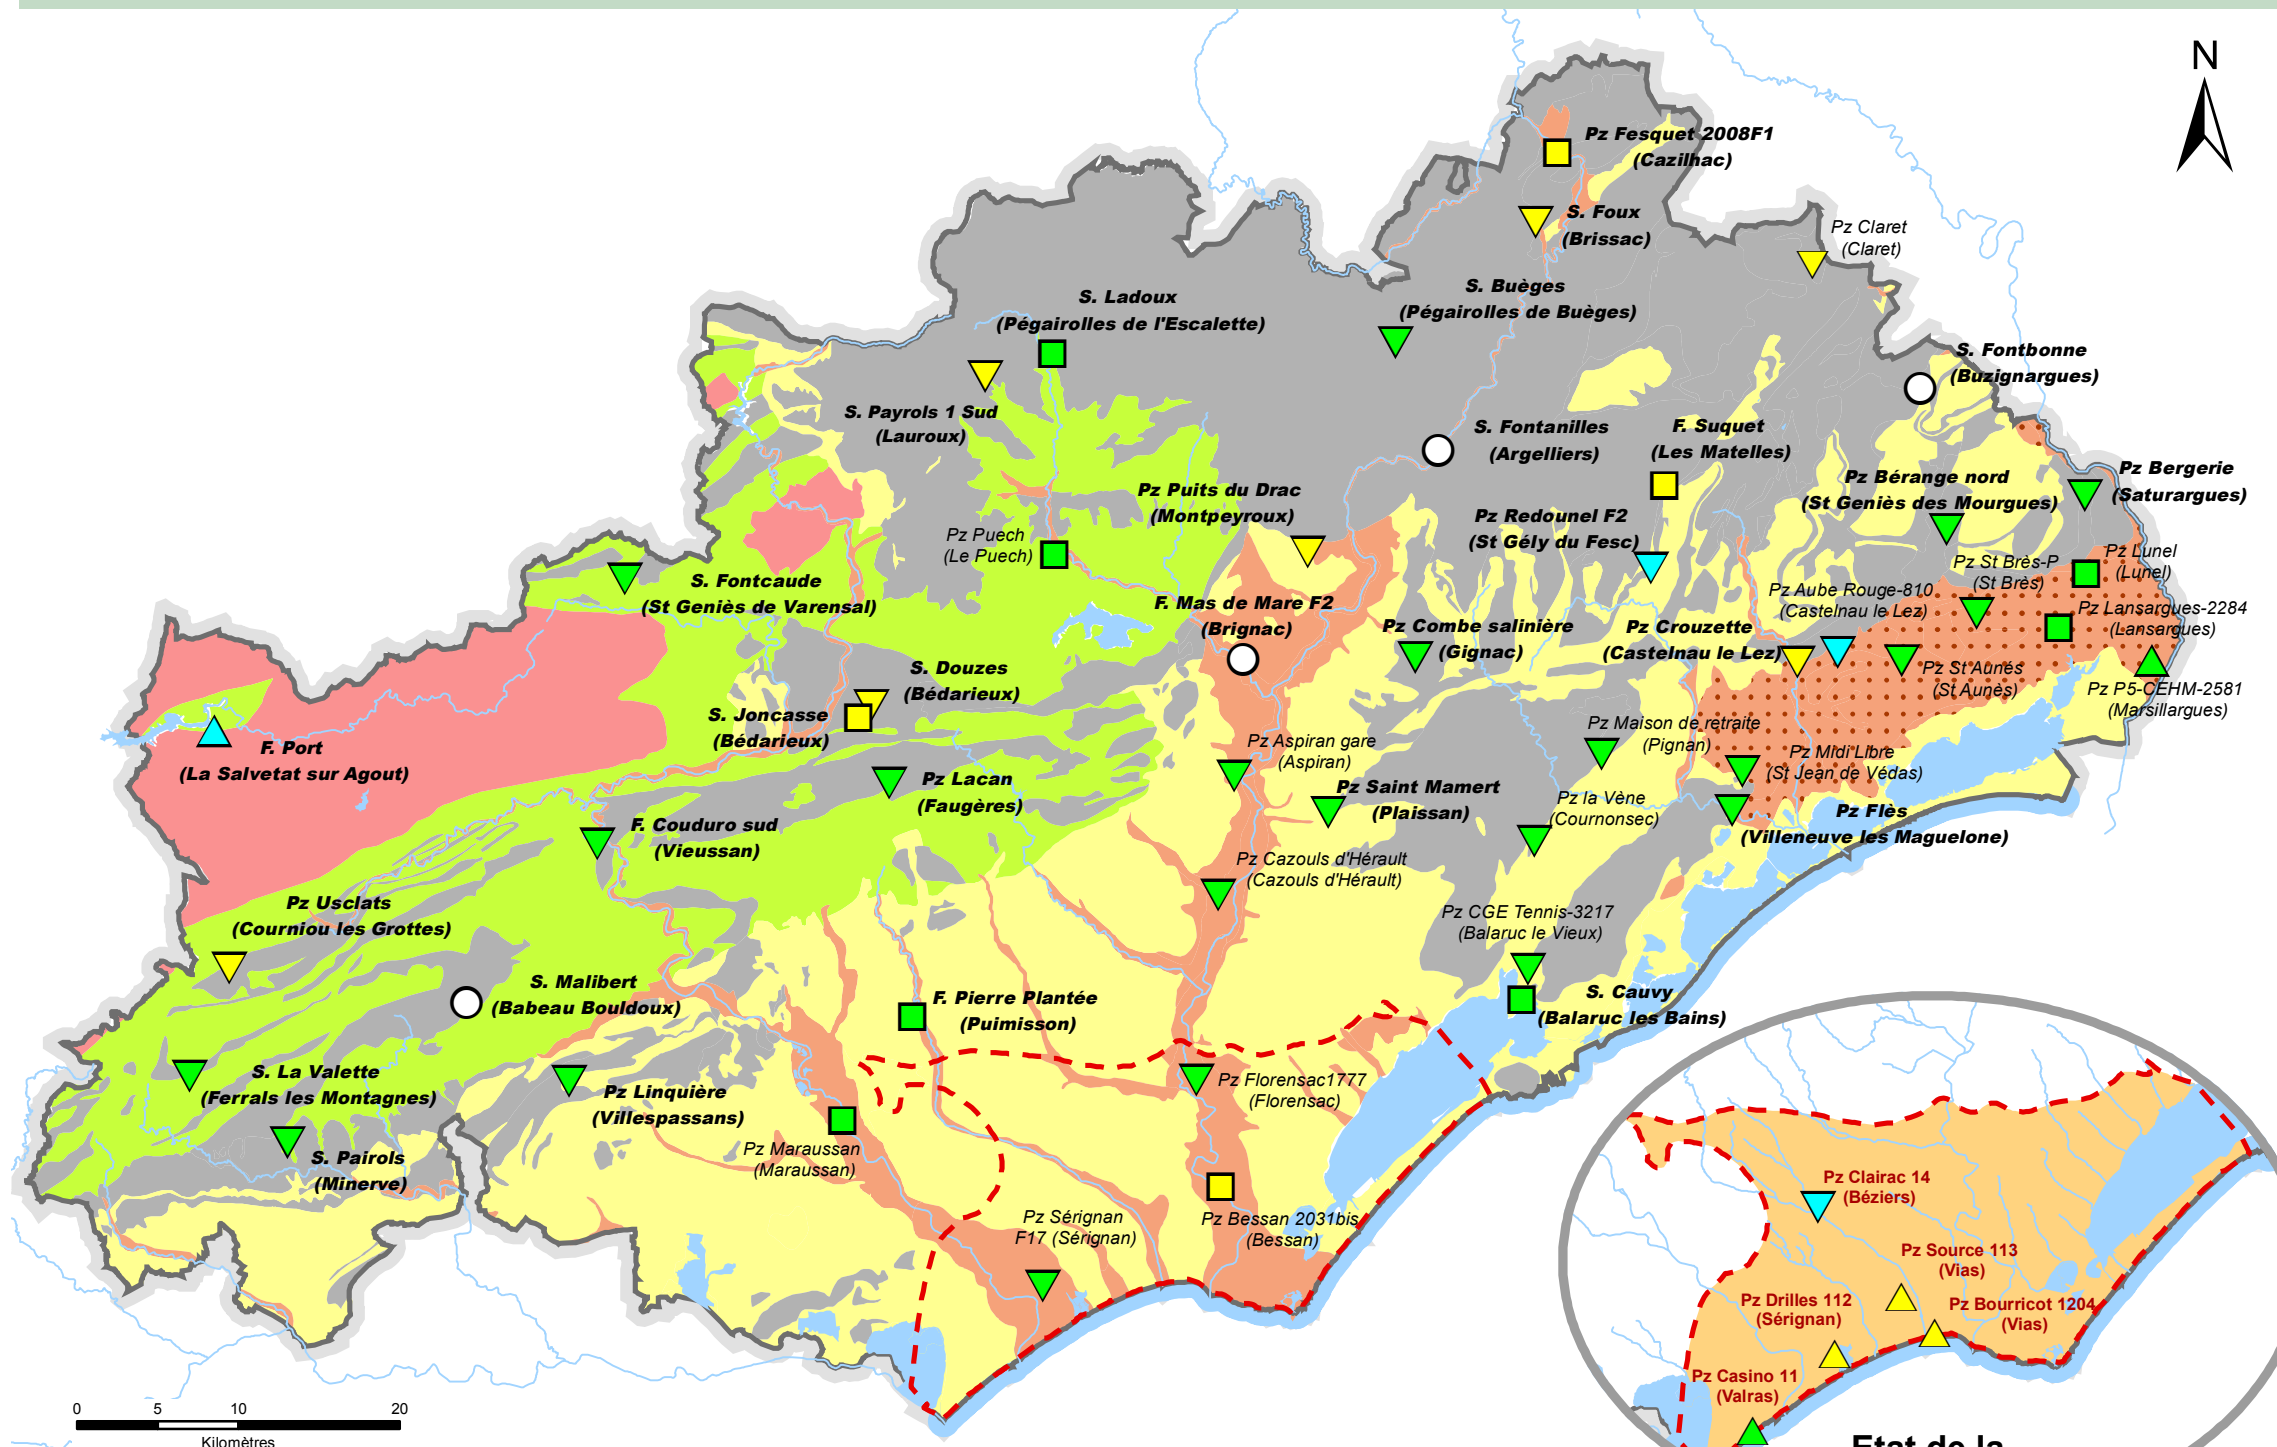 N
Pz Fesquet 2008F1
(Cazilhac)
S. Foux
(Brissac)
Pz Claret
(Claret)
S. Buèges
(Pégairolles de Buèges)
S. Ladoux
(Pégairolles de l'Escalette)
S. Fontbonne
(Buzignargues)
S. Payrols 1 Sud
(Lauroux)
S. Fontanilles
(Argelliers)
F. Suquet
(Les Matelles)
Pz Bergerie
(Saturargues)
Pz Bérange nord
(St Geniès des Mourgues)
Pz Puits du Drac
(Montpeyroux)
Pz Redounel F2
(St Gély du Fesc)
Pz Puech
(Le Puech)
Pz Lunel
(Lunel)
Pz St Brès-P
(St Brès)
S. Fontcaude
(St Geniès de Varensal)
Pz Aube Rouge-810
(Castelnau le Lez)
F. Mas de Mare F2
(Brignac)
Pz Lansargues-2284
(Lansargues)
Pz Combe salinière
(Gignac)
Pz Crouzette
(Castelnau le Lez)
S. Douzes
(Bédarieux)
Pz St Aunés
(St Aunès)
Pz P5-CEHM-2581
(Marsillargues)
S. Joncasse
(Bédarieux)
Pz Maison de retraite
(Pignan)
F. Port
(La Salvetat sur Agout)
Pz Aspiran gare
(Aspiran)
Pz Midi Libre
(St Jean de Védas)
Pz Lacan
(Faugères)
Pz Saint Mamert
(Plaissan)
Pz la Vène
(Cournonsec)
Pz Flès
(Villeneuve les Maguelone)
F. Couduro sud
(Vieussan)
Pz Cazouls d'Hérault
(Cazouls d'Hérault)
Pz Usclats
(Courniou les Grottes)
Pz CGE Tennis-3217
(Balaruc le Vieux)
S. Malibert
(Babeau Bouldoux)
F. Pierre Plantée
(Puimisson)
S. Cauvy
(Balaruc les Bains)
S. La Valette
(Ferrals les Montagnes)
Pz Linquière
(Villespassans)
Pz Florensac1777
(Florensac)
S. Pairols
(Minerve)
Pz Maraussan
(Maraussan)
Pz Sérignan
F17 (Sérignan)
Pz Bessan 2031bis
(Bessan)
Pz Clairac 14
(Béziers)
Pz Source 113
(Vias)
Pz Drilles 112
(Sérignan)
Pz Bourricot 1204
(Vias)
Pz Casino 11
(Valras)
0 5 10 20
Kilomètres
Etat de la